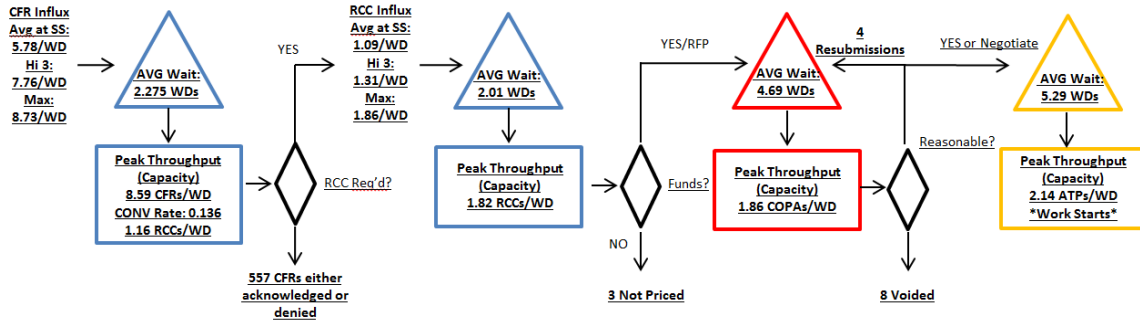 CFR Influx
Avg at SS:
5.78/WD
Hi 3:
7.76/WD
Max:
8.73/WD
AVG Wait:
2.275 WDs
Peak Throughput
(Capacity)
8.59 CFRs/WD
CONV Rate: 0.136
1.16 RCCs/WD
YES
RCC Req'd?
557 CFRs either
acknowledged or
denied
RCC Influx
Avg at SS:
1.09/WD
Hi 3:
1.31/WD
Max:
1.86/WD
AVG Wait:
2.01 WDs
Peak Throughput
(Capacity)
1.82 RCCs/WD
YES/RFP
Funds?
NO
3 Not Priced
AVG Wait:
4.69 WDs
Peak Throughput
(Capacity)
1.86 COPAs/WD
4
Resubmissions
Reasonable?
8 Voided
YES or Negotiate
AVG Wait:
5.29 WDs
Peak Throughput
(Capacity)
2.14 ATPs/WD
*Work Starts*